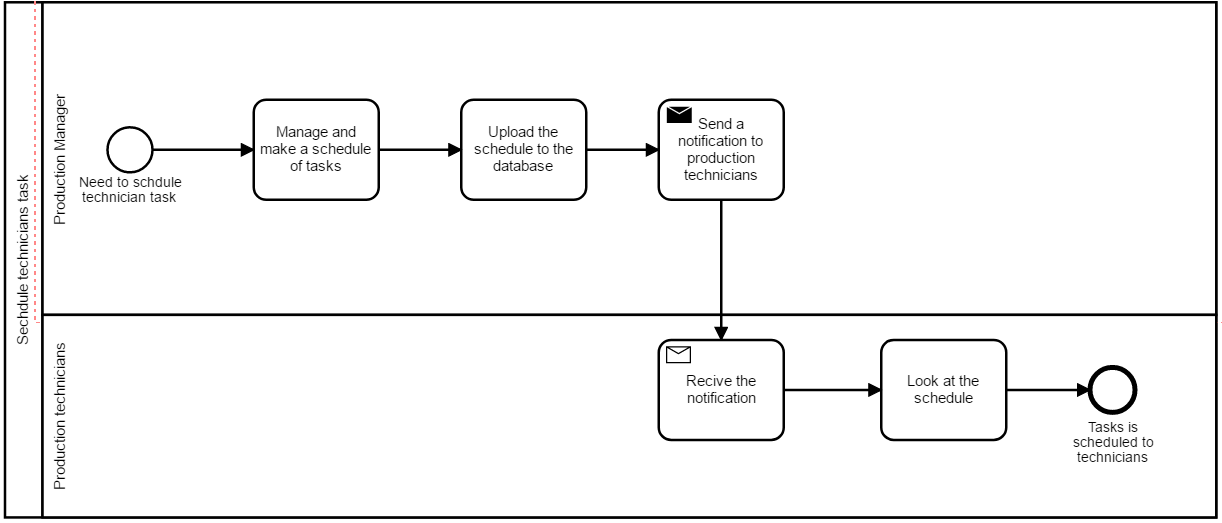 Sechdule technicians task
Production Manager
Need to schdule
technician task
Manage and
make a schedule
of tasks
Upload the
schedule to the
database
Send a
notification to
production
technicians
Production technicians
Recive the
notification
Look at the
schedule
Tasks is
scheduled to
technicians